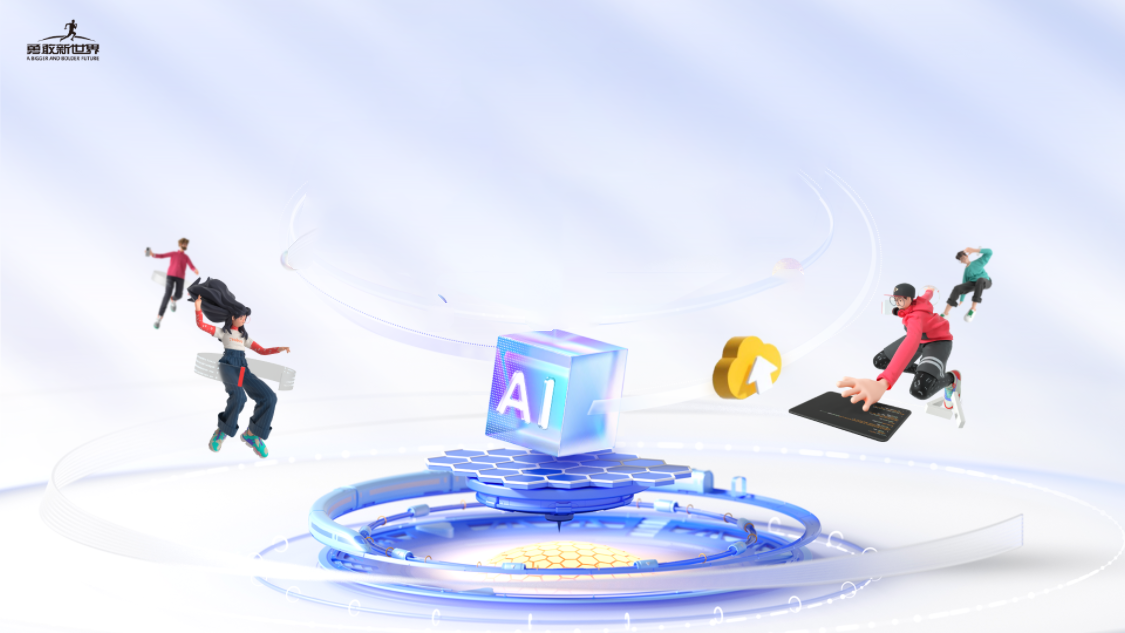 勇敢新世界
A BIGGER AND BOLDER FUTURE
AI